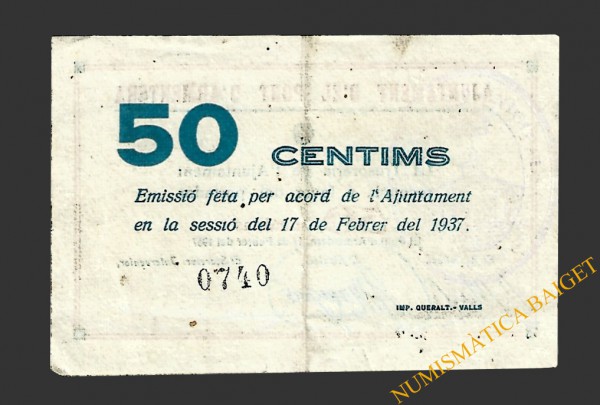 50 CENTIMS
Emissió feta per acord de l'Ajuntament
en la sessió del 17 de Febrer del 1937.
0740
IMP. QUERALT.-VALLS
NUMISMÀTICA BAIGET